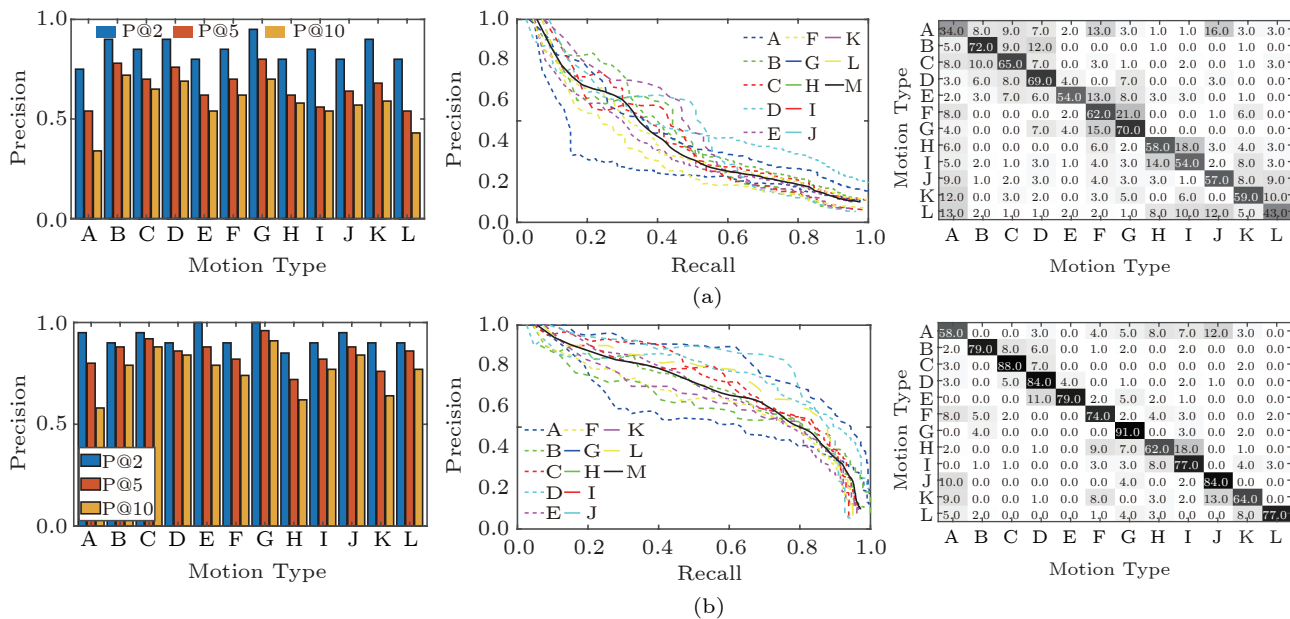 P@2 P@5 P@10
1.0
0.5
0.0
Precision
A B C D E F G H I J K L
Motion Type
1.0
0.8
0.6
0.4
0.2
0.0
Precision
A F K
B G L
C H M
D I
E J
0.0 0.2 0.4 0.6 0.8 1.0
Recall
Motion Type
A 34.0 8.0 9.0 7.0 2.0 13.0 3.0 1.0 1.0 16.0 3.0 3.0
B 5.0 72.0 9.0 12.0 0.0 0.0 0.0 1.0 0.0 0.0 1.0 0.0
C 8.0 10.0 65.0 7.0 0.0 3.0 1.0 0.0 2.0 0.0 1.0 3.0
D 3.0 6.0 8.0 69.0 4.0 0.0 7.0 0.0 0.0 3.0 0.0 0.0
E 2.0 3.0 7.0 6.0 54.0 13.0 8.0 3.0 3.0 0.0 1.0 0.0
F 8.0 0.0 0.0 0.0 2.0 62.0 21.0 0.0 0.0 1.0 6.0 0.0
G 4.0 0.0 0.0 7.0 4.0 15.0 70.0 0.0 0.0 0.0 0.0 0.0
H 6.0 0.0 0.0 0.0 0.0 6.0 2.0 58.0 18.0 3.0 4.0 3.0
I 5.0 2.0 1.0 3.0 1.0 4.0 3.0 14.0 54.0 2.0 8.0 3.0
J 9.0 1.0 2.0 3.0 0.0 4.0 3.0 3.0 1.0 57.0 8.0 9.0
K 12.0 0.0 3.0 2.0 0.0 3.0 5.0 0.0 6.0 0.0 59.0 10.0
L 13.0 2.0 1.0 1.0 2.0 2.0 1.0 8.0 10.0 12.0 5.0 43.0
A B C D E F G H I J K L
Motion Type
(a)
1.0
0.5
0.0
Precision
P@2
P@5
P@10
A B C D E F G H I J K L
Motion Type
1.0
0.8
0.6
0.4
0.2
0.0
Precision
A F K
B G L
C H M
D I
E J
0.0 0.2 0.4 0.6 0.8 1.0
Recall
Motion Type
A 58.0 0.0 0.0 3.0 0.0 4.0 5.0 8.0 7.0 12.0 3.0 0.0
B 2.0 79.0 8.0 6.0 0.0 1.0 2.0 0.0 2.0 0.0 0.0 0.0
C 3.0 0.0 88.0 7.0 0.0 0.0 0.0 0.0 0.0 0.0 2.0 0.0
D 3.0 0.0 5.0 84.0 4.0 0.0 1.0 0.0 2.0 1.0 0.0 0.0
E 0.0 0.0 0.0 11.0 79.0 2.0 5.0 2.0 1.0 0.0 0.0 0.0
F 8.0 5.0 2.0 0.0 0.0 74.0 2.0 4.0 3.0 0.0 0.0 2.0
G 0.0 4.0 0.0 0.0 0.0 0.0 91.0 0.0 3.0 0.0 2.0 0.0
H 2.0 0.0 0.0 0.0 0.0 9.0 7.0 62.0 18.0 0.0 0.0 2.0
I 0.0 1.0 0.0 1.0 0.0 3.0 3.0 8.0 77.0 0.0 4.0 3.0
J 10.0 0.0 0.0 0.0 0.0 0.0 4.0 0.0 2.0 84.0 0.0 0.0
K 9.0 0.0 0.0 1.0 0.0 8.0 0.0 3.0 2.0 13.0 64.0 0.0
L 5.0 2.0 0.0 0.0 0.0 1.0 4.0 3.0 0.0 0.0 8.0 77.0
A B C D E F G H I J K L
Motion Type
(b)